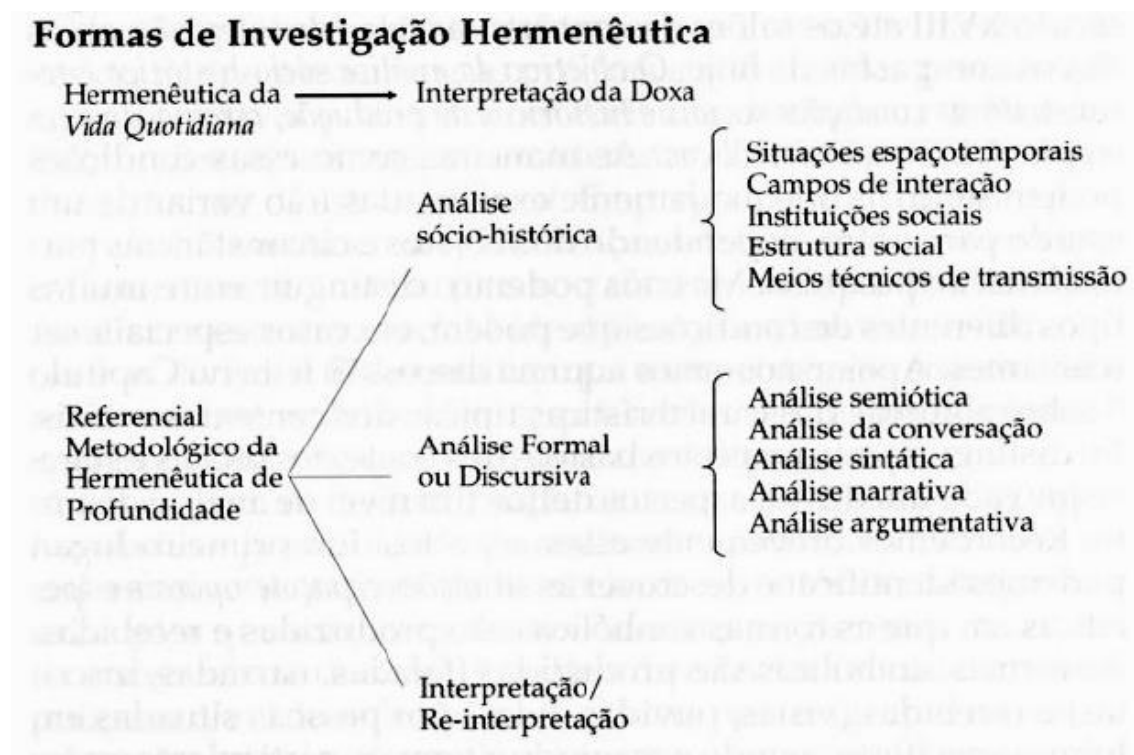 Formas de Investigação Hermenêutica
Hermenêutica da Interpretação da Doxa
Vida Quotidiana
Análise
sócio-histórica
Situações espaçotemporais
Campos de interação
Instituições sociais
Estrutura social
Meios técnicos de transmissão
Referencial
Metodológico da
Hermenêutica de
Profundidade
Análise Formal
ou Discursiva
Análise semiótica
Análise da conversação
Análise sintática
Análise narrativa
Análise argumentativa
Interpretação/
Re-interpretação